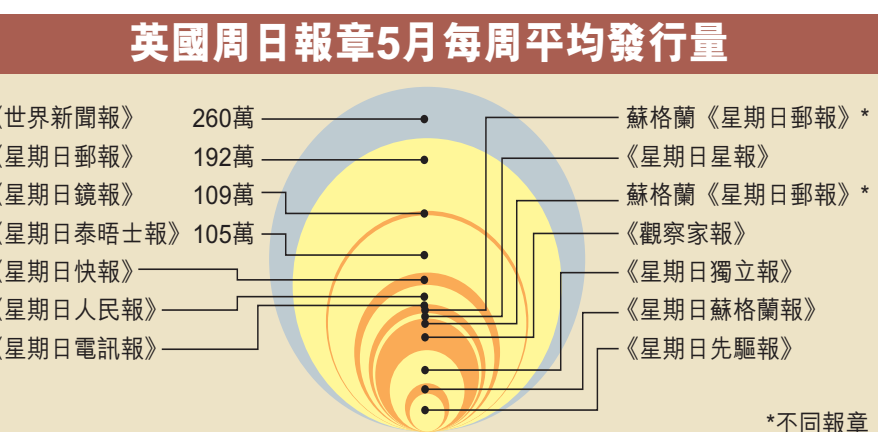 英國周日報章5月每周平均發行量
《世界新聞報》 260萬
《星期日郵報》 192萬
《星期日鏡報》 109萬
《星期日泰晤士報》 105萬
《星期日快報》
《星期日人民報》
《星期日電訊報》
蘇格蘭《星期日郵報》*
《星期日星報》
蘇格蘭《星期日郵報》*
《觀察家報》
《星期日獨立報》
《星期日蘇格蘭報》
《星期日先驅報》
*不同報章